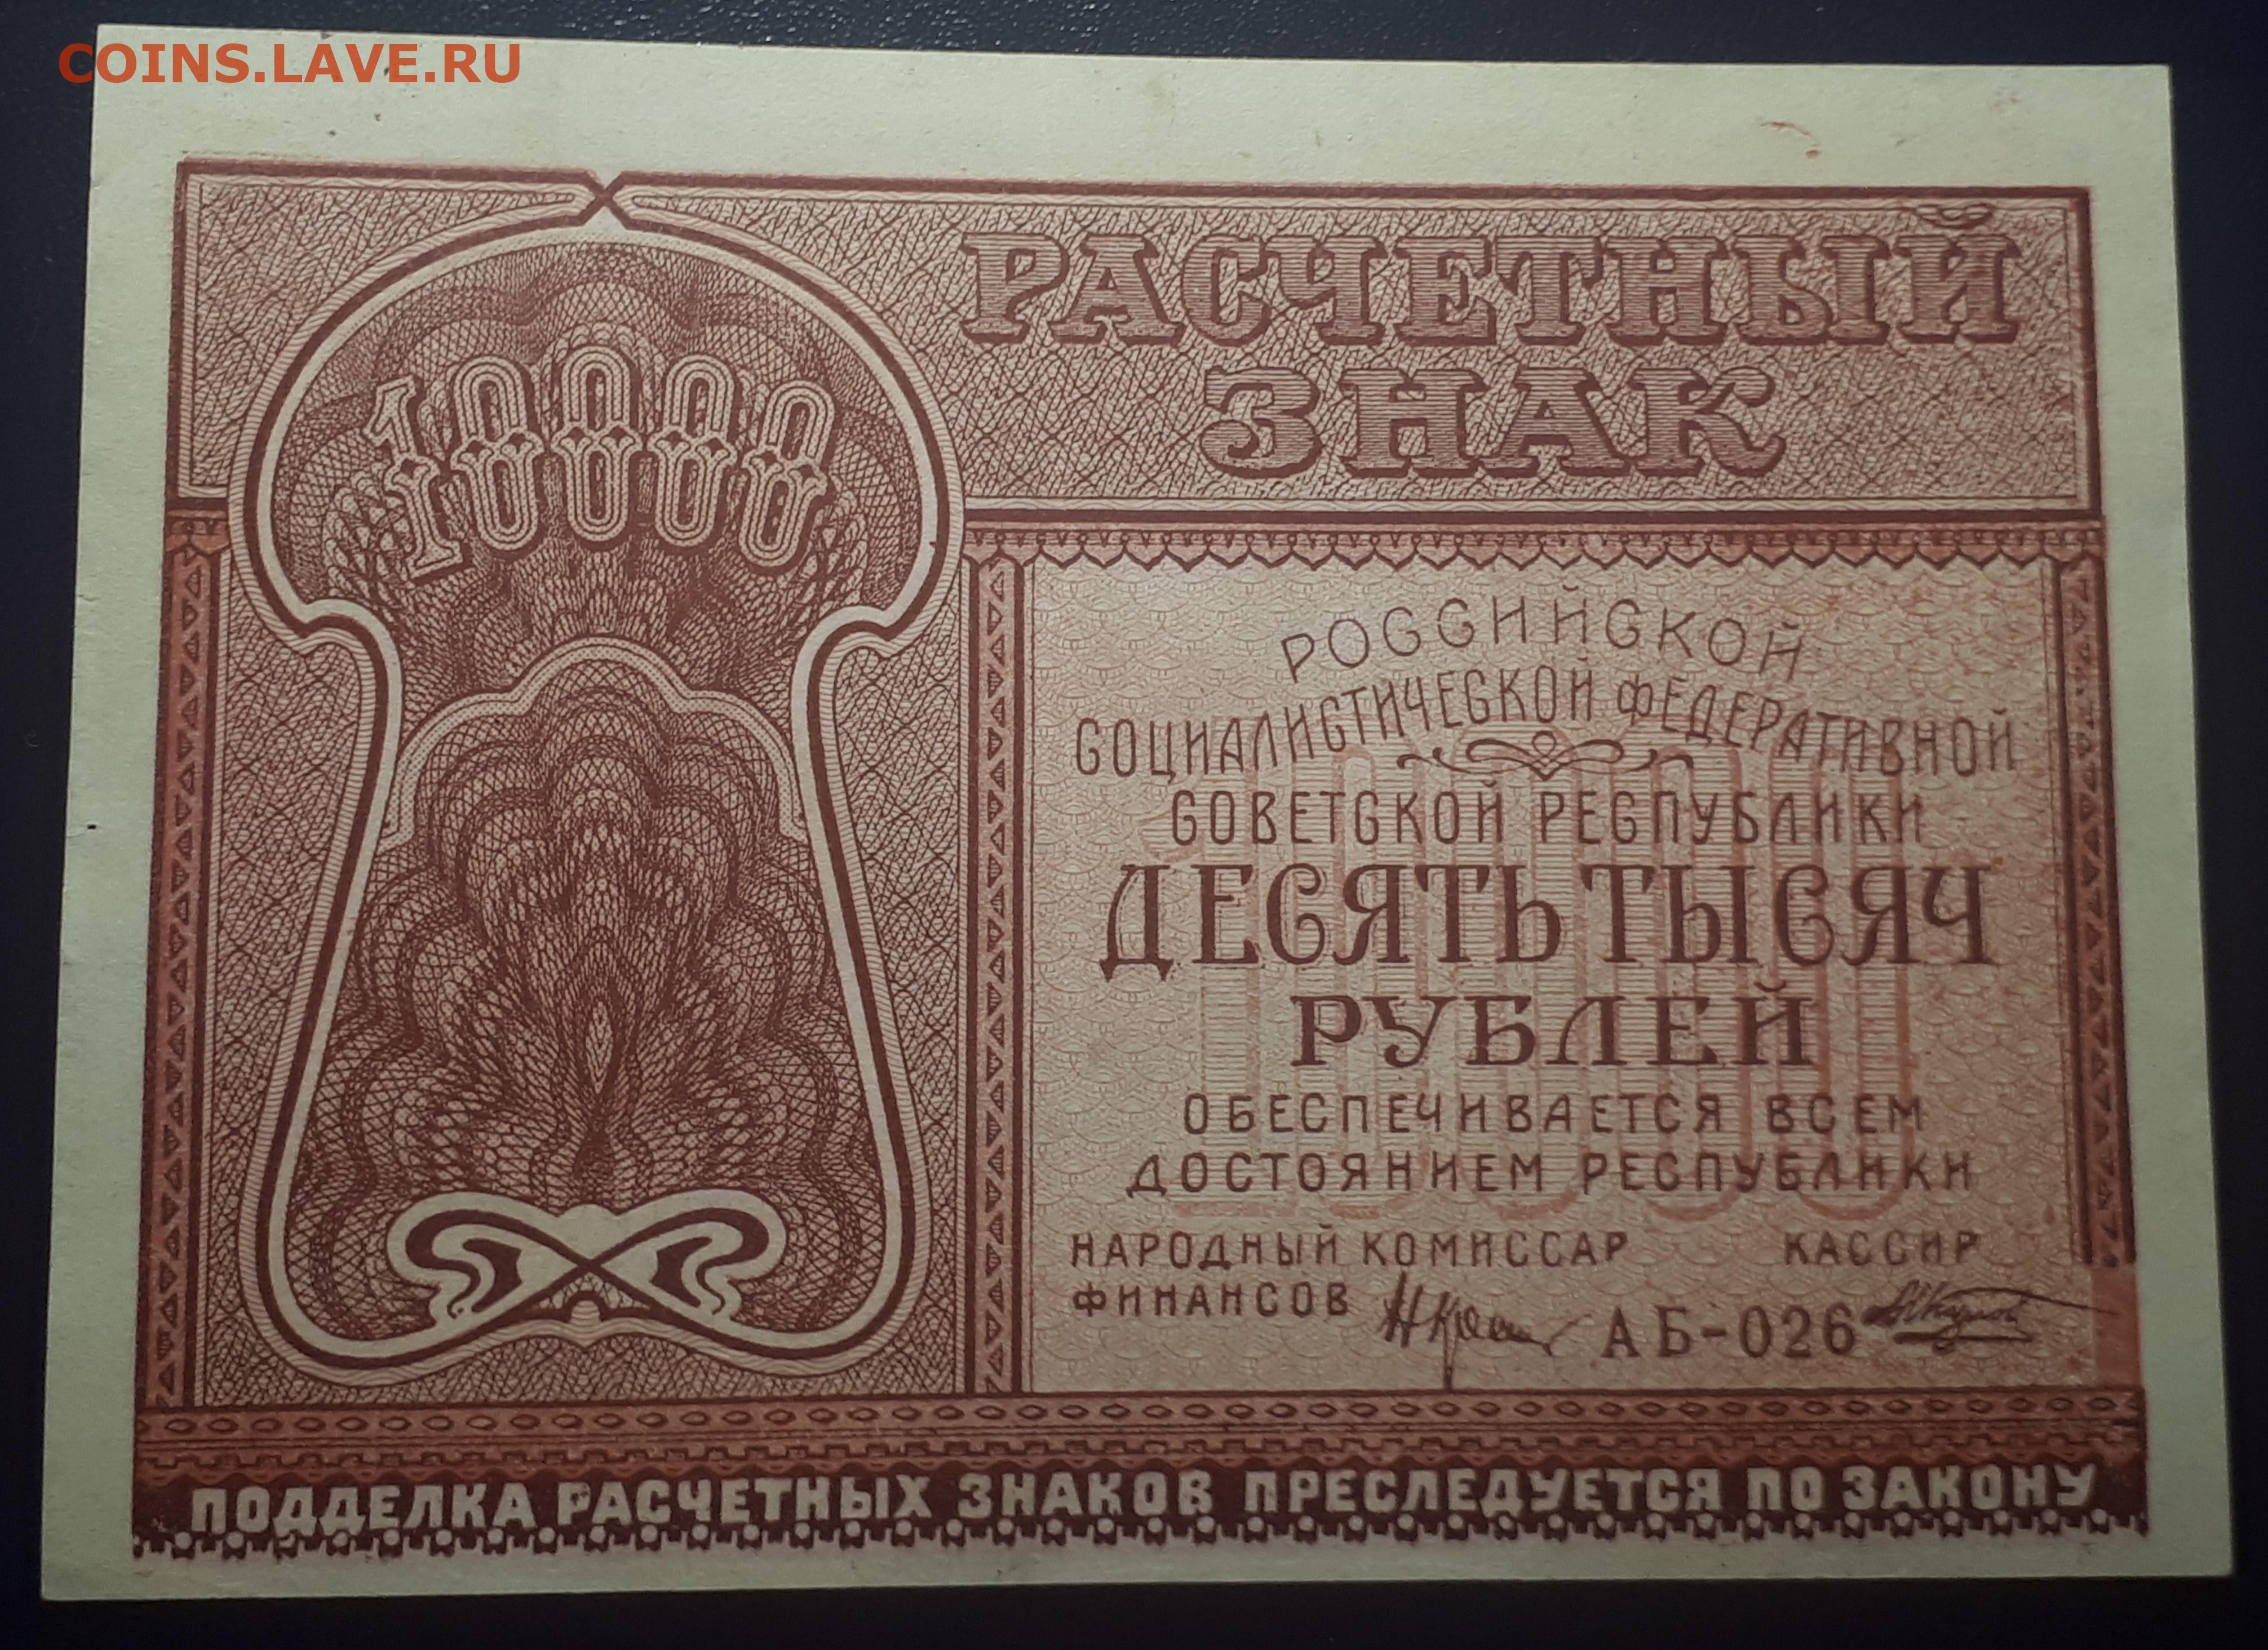 COINS.LAVE.RU
РАСЧЕТНЫЙ
ЗНАК
10000
РОССИЙСКОЙ
СОЦИАЛИСТИЧЕСКОЙ ФЕДЕРАТИВНОЙ
СОВЕТСКОЙ РЕСПУБЛИКИ
ДЕСЯТЬ ТЫСЯЧ
РУБЛЕЙ
10000
ОБЕСПЕЧИВАЕТСЯ ВСЕМ
ДОСТОЯНИЕМ РЕСПУБЛИКИ
НАРОДНЫЙ КОМИССАР КАССИР
ФИНАНСОВ АБ-026
ПОДДЕЛКА РАСЧЕТНЫХ ЗНАКОВ ПРЕСЛЕДУЕТСЯ ПО ЗАКОНУ